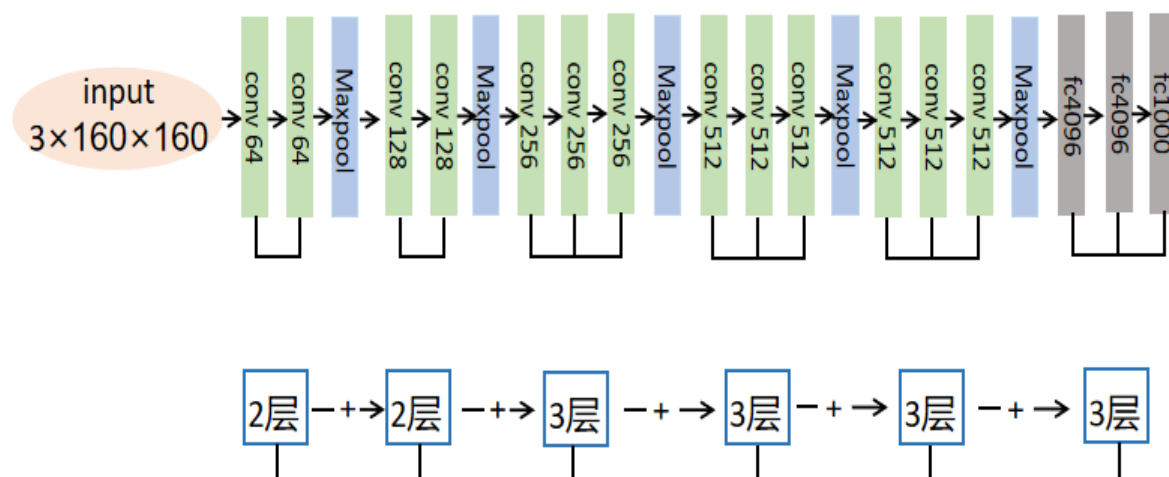 input
3×160×160
conv 64
conv 64
Maxpool
conv 128
conv 128
Maxpool
conv 256
conv 256
conv 256
Maxpool
conv 512
conv 512
conv 512
Maxpool
conv 512
conv 512
conv 512
Maxpool
fc4096
fc4096
fc1000
2层 — + 2层 — + 3层 — + 3层 — + 3层 — + 3层